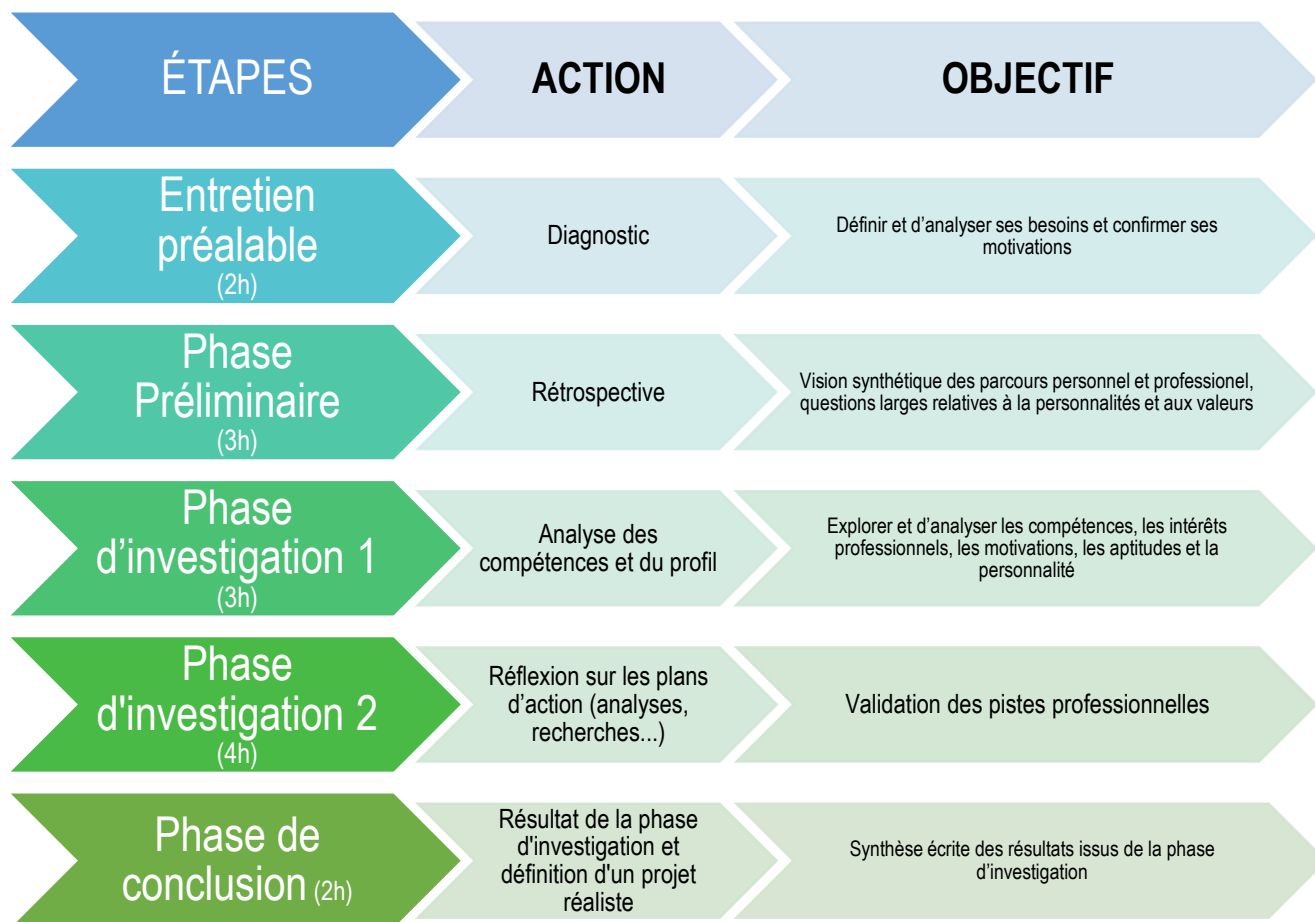 ÉTAPES
ACTION
OBJECTIF
Entretien
préalable
(2h)
Diagnostic
Définir et d'analyser ses besoins et confirmer ses
motivations
Phase
Préliminaire
(3h)
Rétrospective
Vision synthétique des parcours personnel et professionel,
questions larges relatives à la personnalités et aux valeurs
Phase
d’investigation 1
(3h)
Analyse des
compétences et du profil
Explorer et d'analyser les compétences, les intérêts
professionnels, les motivations, les aptitudes et la
personnalité
Phase
d'investigation 2
(4h)
Réflexion sur les plans
d’action (analyses,
recherches...)
Validation des pistes professionnelles
Phase de
conclusion (2h)
Résultat de la phase
d'investigation et
définition d'un projet
réaliste
Synthèse écrite des résultats issus de la phase
d’investigation